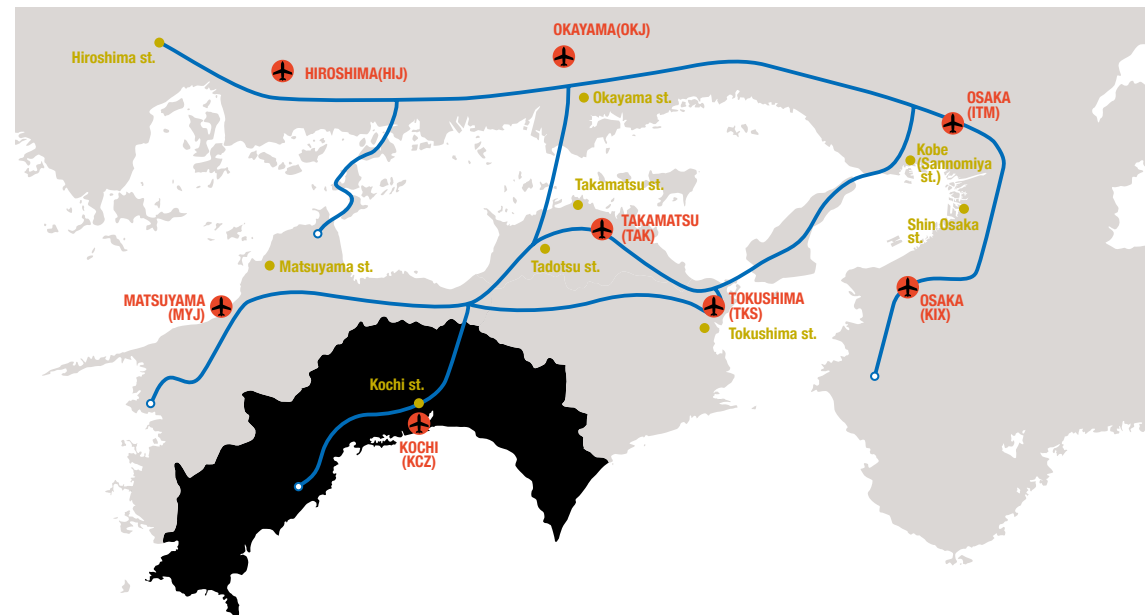 OKAYAMA(OKJ)
Hiroshima st.
HIROSHIMA(HIJ)
Okayama st.
OSAKA
(ITM)
Kobe
(Sannomiya
st.)
Takamatsu st.
TAKAMATSU
(TAK)
Shin Osaka
st.
Matsuyama st.
Tadotsu st.
MATSUYAMA
(MYJ)
TOKUSHIMA
(TKS)
OSAKA
(KIX)
Tokushima st.
Kochi st.
KOCHI
(KCZ)